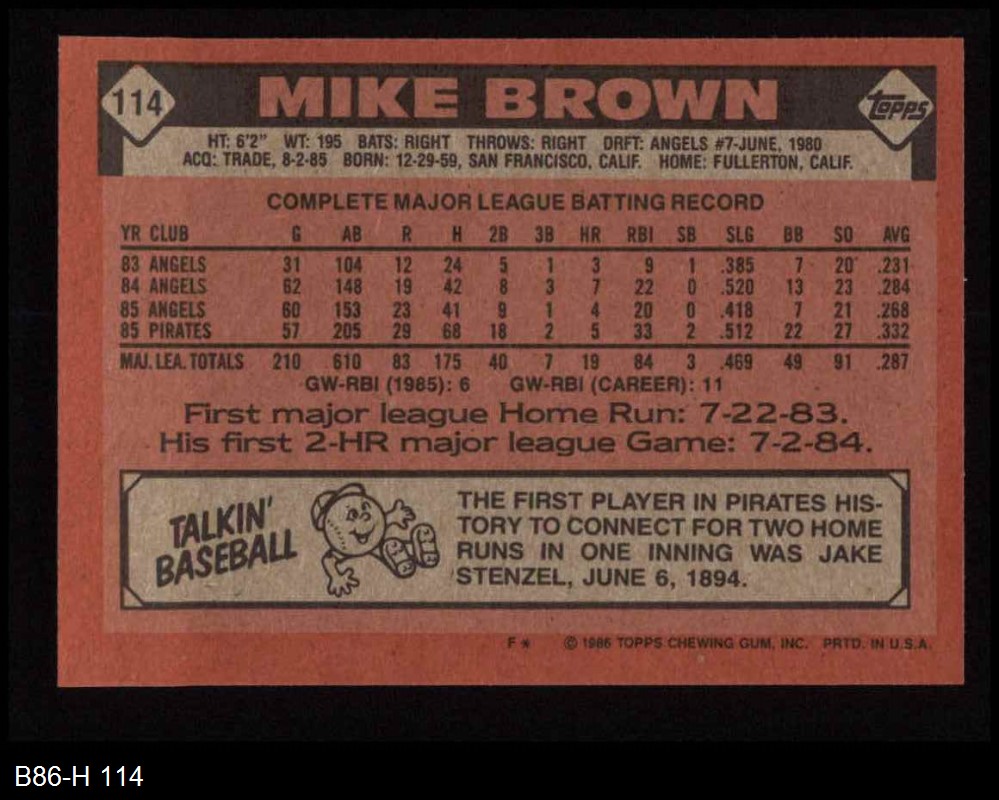 114 MIKE BROWN topps
HT: 6'2" WT: 195 BATS: RIGHT THROWS: RIGHT DRFT: ANGELS #7-JUNE, 1980
ACQ: TRADE, 8-2-85 BORN: 12-29-59, SAN FRANCISCO, CALIF. HOME: FULLERTON, CALIF.
COMPLETE MAJOR LEAGUE BATTING RECORD
YR CLUB G AB R H 2B 3B HR RBI SB SLG BB SO AVG
83 ANGELS 31 104 12 24 5 1 3 9 1 .385 7 20 .231
84 ANGELS 62 148 19 42 8 3 7 22 0 .520 13 23 .284
85 ANGELS 60 153 23 41 9 1 4 20 0 .418 7 21 .268
85 PIRATES 57 205 29 68 18 2 5 33 2 .512 22 27 .332
MAJ. LEA. TOTALS 210 610 83 175 40 7 19 84 3 .469 49 91 .287
GW-RBI (1985): 6 GW-RBI (CAREER): 11
First major league Home Run: 7-22-83.
His first 2-HR major league Game: 7-2-84.
TALKIN'
BASEBALL
THE FIRST PLAYER IN PIRATES HIS-
TORY TO CONNECT FOR TWO HOME
RUNS IN ONE INNING WAS JAKE
STENZEL, JUNE 6, 1894.
F * © 1986 TOPPS CHEWING GUM, INC. PRTD. IN U.S.A.
B86-H 114